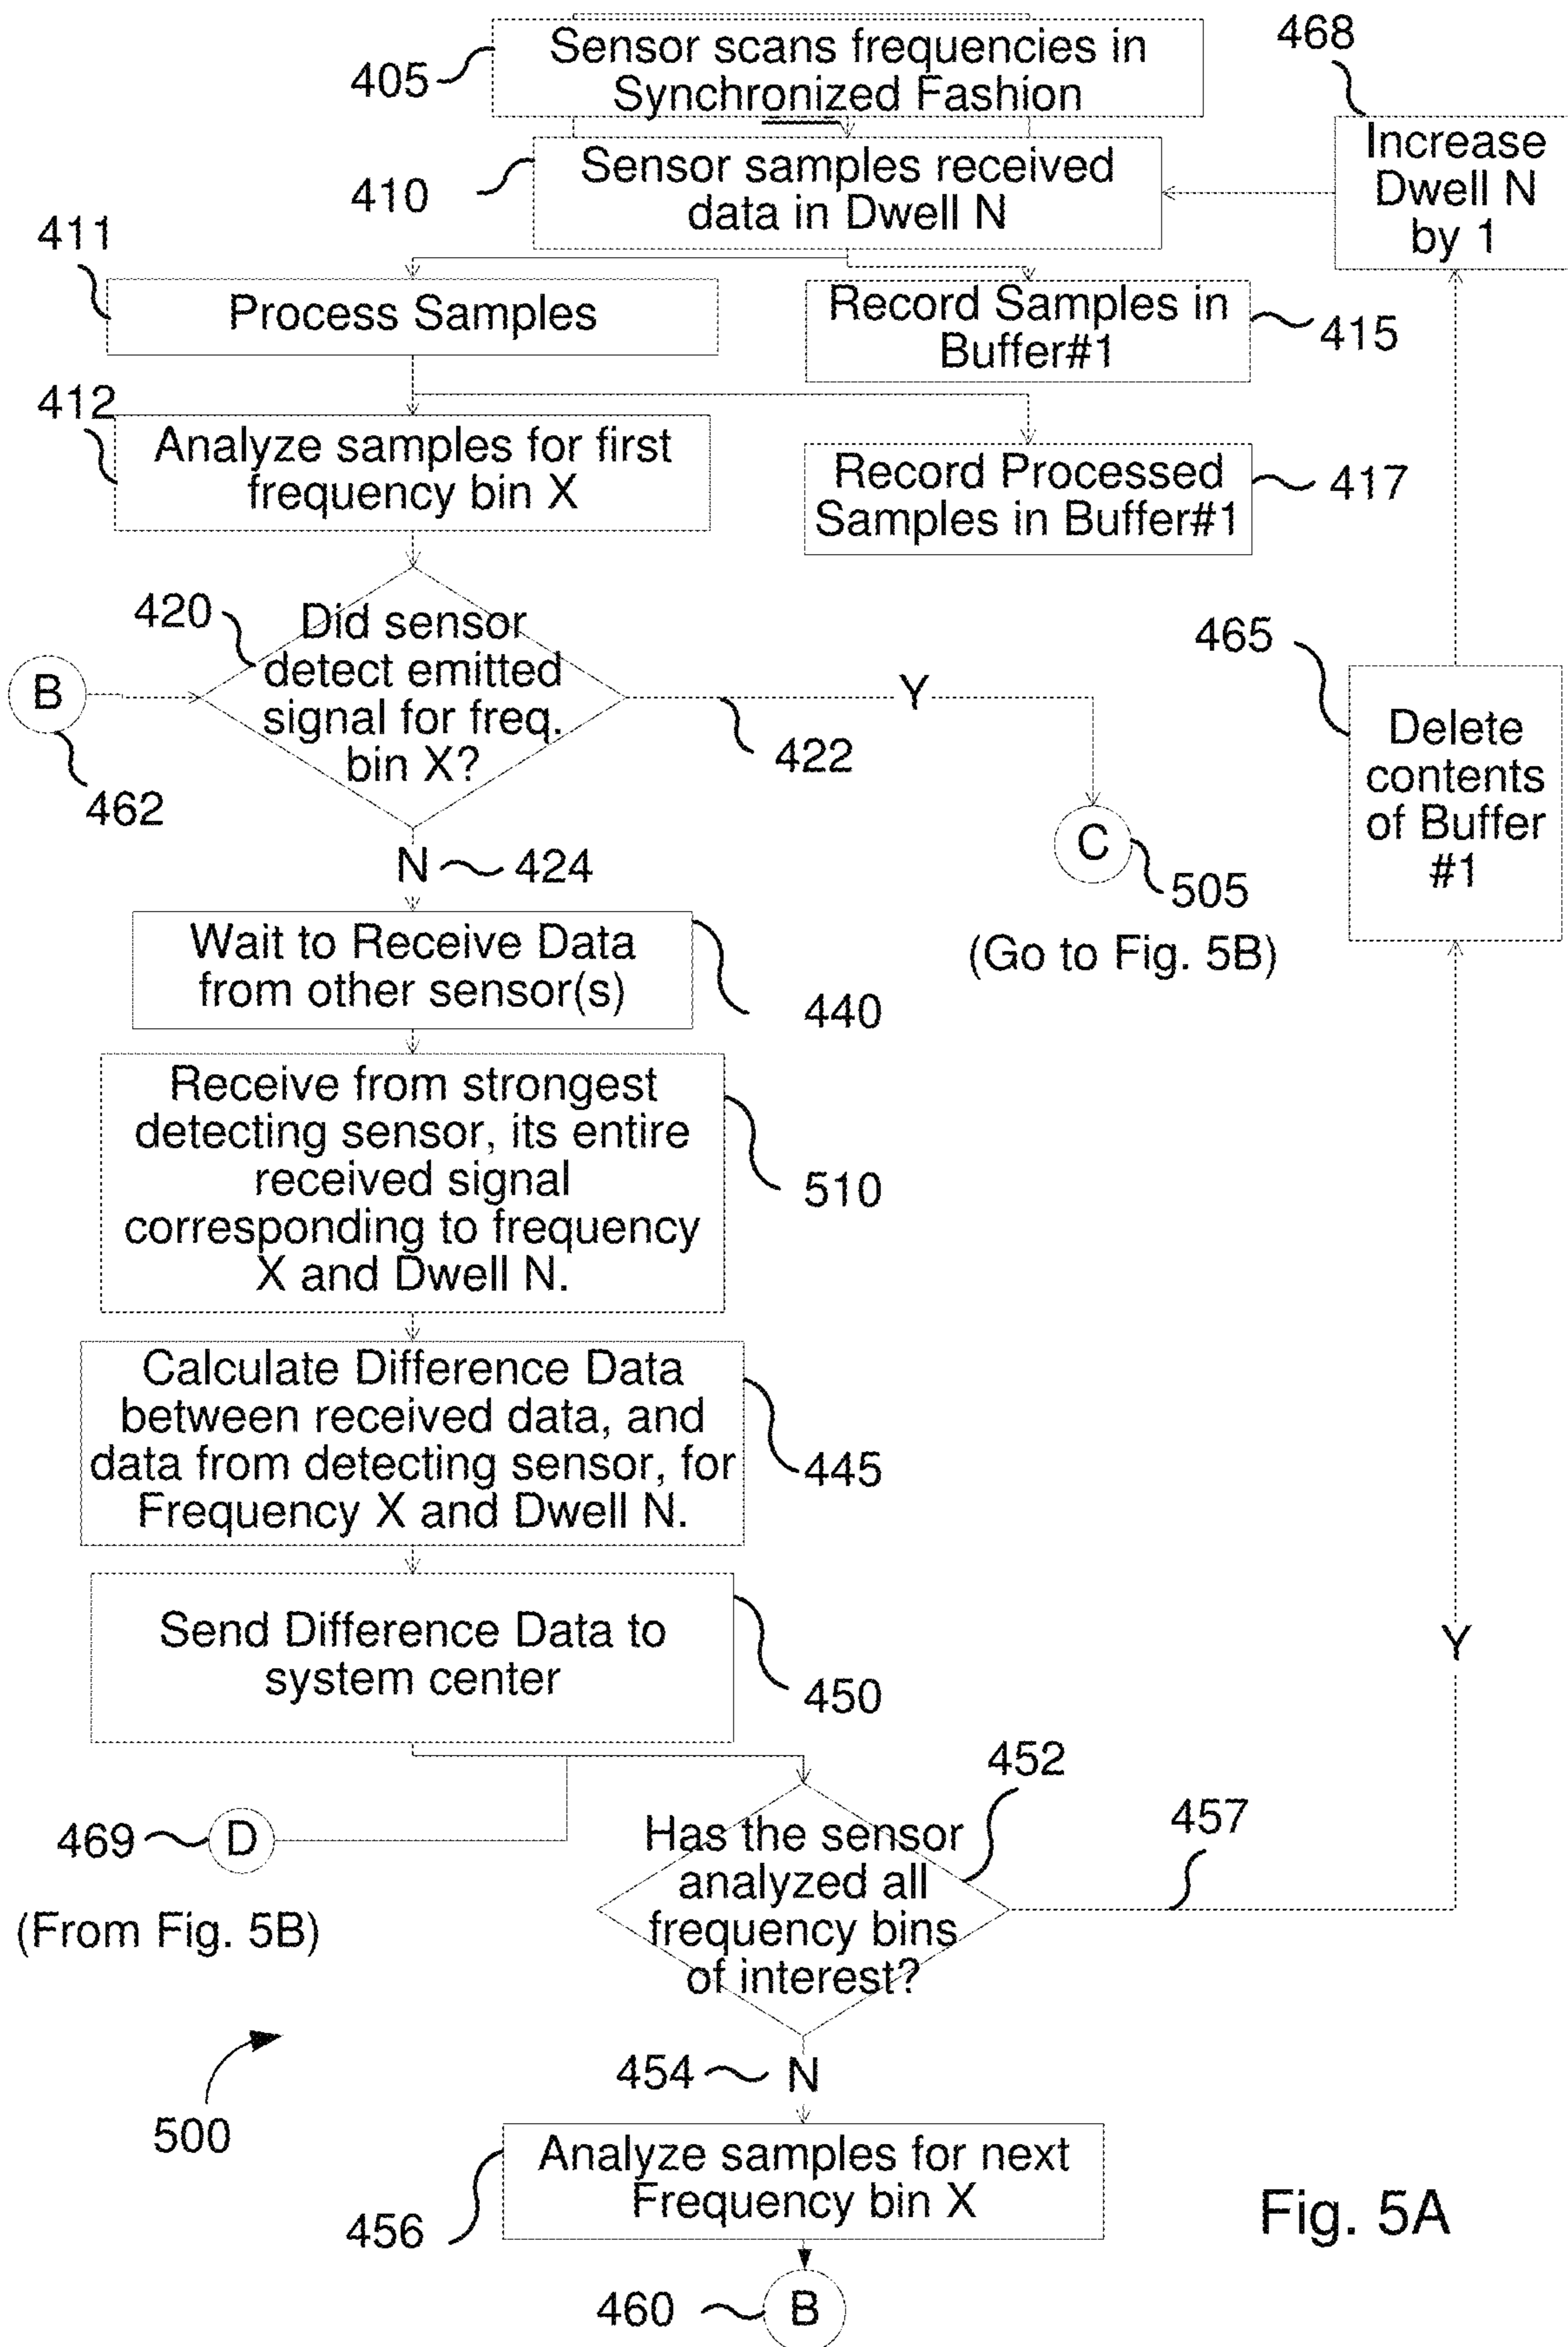 405
Sensor scans frequencies in
Synchronized Fashion
468
410
Sensor samples received
data in Dwell N
Increase
Dwell N
by 1
411
Process Samples
Record Samples in
Buffer#1
415
412
Analyze samples for first
frequency bin X
Record Processed
Samples in Buffer#1
417
420
Did sensor
detect emitted
signal for freq.
bin X?
B
462
Y
422
465
Delete
contents
of Buffer
#1
C
505
(Go to Fig. 5B)
N
424
Wait to Receive Data
from other sensor(s)
440
Receive from strongest
detecting sensor, its entire
received signal
corresponding to frequency
X and Dwell N.
510
Calculate Difference Data
between received data, and
data from detecting sensor, for
Frequency X and Dwell N.
445
Send Difference Data to
system center
450
Y
452
469
D
(From Fig. 5B)
Has the sensor
analyzed all
frequency bins
of interest?
457
454
N
500
Analyze samples for next
Frequency bin X
456
460
B
Fig. 5A